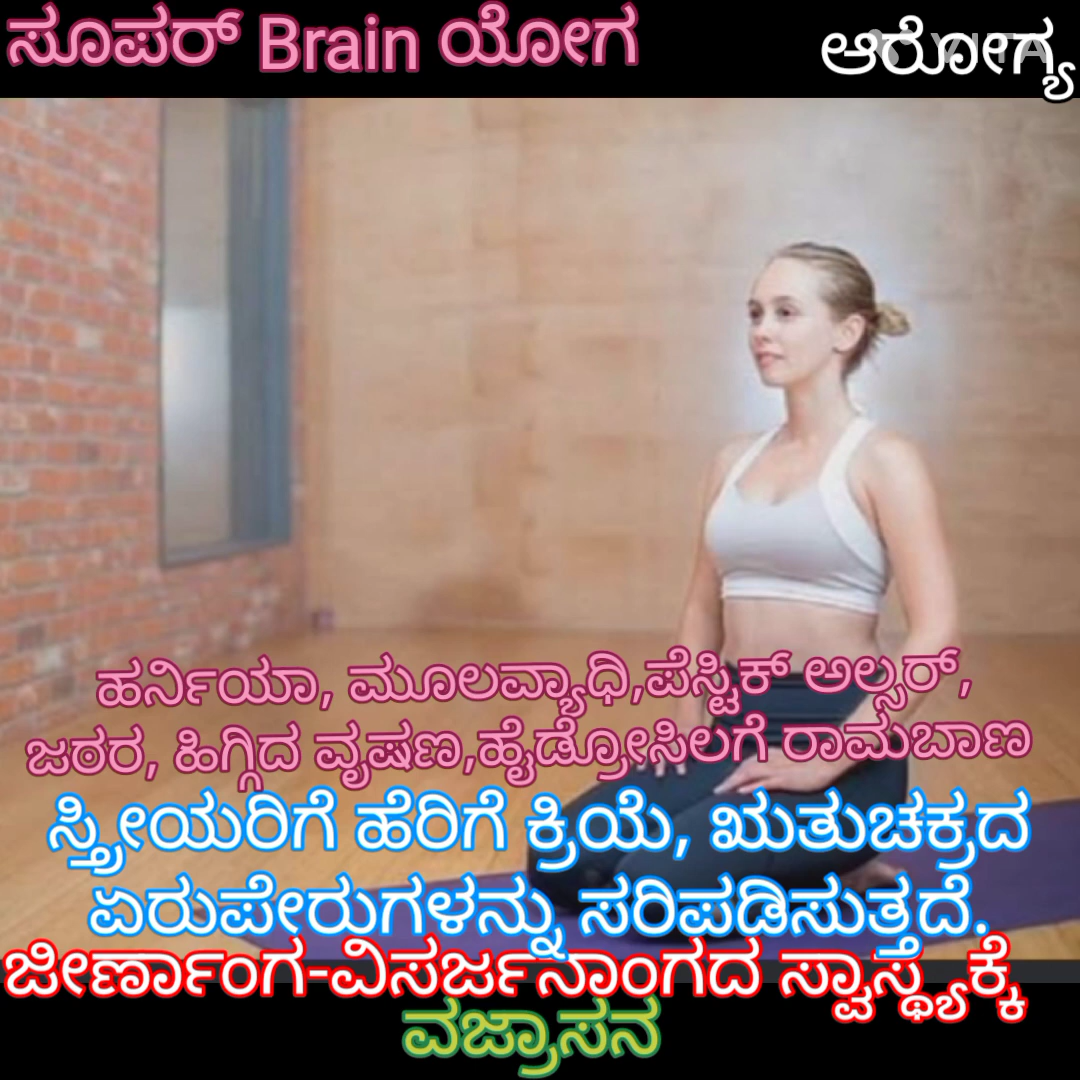 ಸೂಪರ್ Brain ಯೋಗ
ಆರೋಗ್ಯ
VITA
ಹರ್ನಿಯಾ, ಮೂಲವ್ಯಾಧಿ,ಪೆಸ್ಟಿಕ್ ಅಲ್ಸರ್,
ಜಠರ, ಹಿಗ್ಗಿದ ವೃಷಣ,ಹೈಡ್ರೋಸಿಲಗೆ ರಾಮಬಾಣ
ಸ್ತ್ರೀಯರಿಗೆ ಹೆರಿಗೆ ಕ್ರಿಯೆ, ಋತುಚಕ್ರದ
ಏರುಪೇರುಗಳನ್ನು ಸರಿಪಡಿಸುತ್ತದೆ.
ಜೀರ್ಣಾಂಗ-ವಿಸರ್ಜನಾಂಗದ ಸ್ವಾಸ್ಥ್ಯಕ್ಕೆ
ವಜ್ರಾಸನ